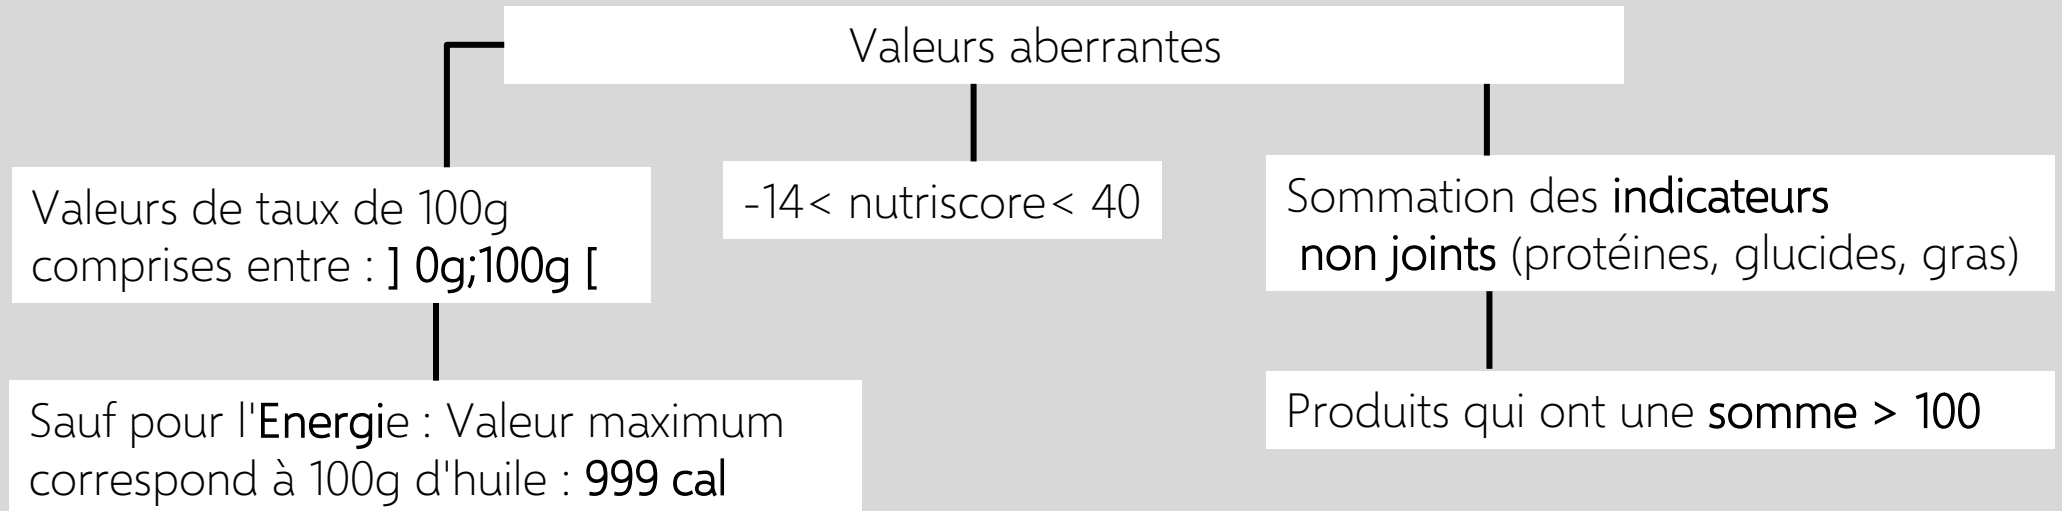 Valeurs aberrantes
Valeurs de taux de 100g
comprises entre : ] 0g;100g [
-14< nutriscore< 40
Sommation des indicateurs
non joints (protéines, glucides, gras)
Sauf pour l'Energie : Valeur maximum
correspond à 100g d'huile : 999 cal
Produits qui ont une somme > 100